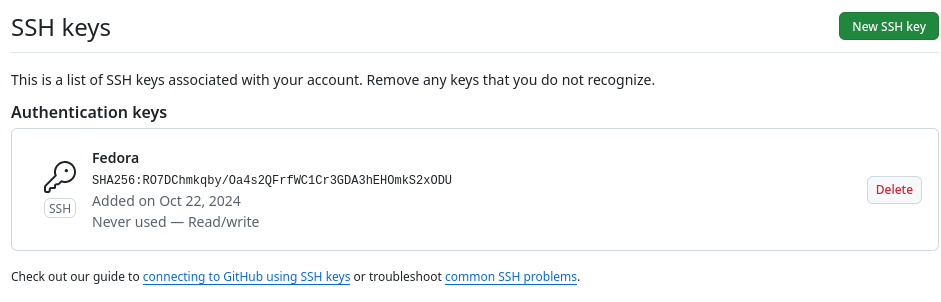 SSH keys
New SSH key
This is a list of SSH keys associated with your account. Remove any keys that you do not recognize.
Authentication keys
Fedora
SHA256:RO7DChmkqby/Oa4s2QFrfWC1Cr3GDA3hEHOmkS2xODU
Added on Oct 22, 2024
Never used — Read/write
SSH
Delete
Check out our guide to connecting to GitHub using SSH keys or troubleshoot common SSH problems.